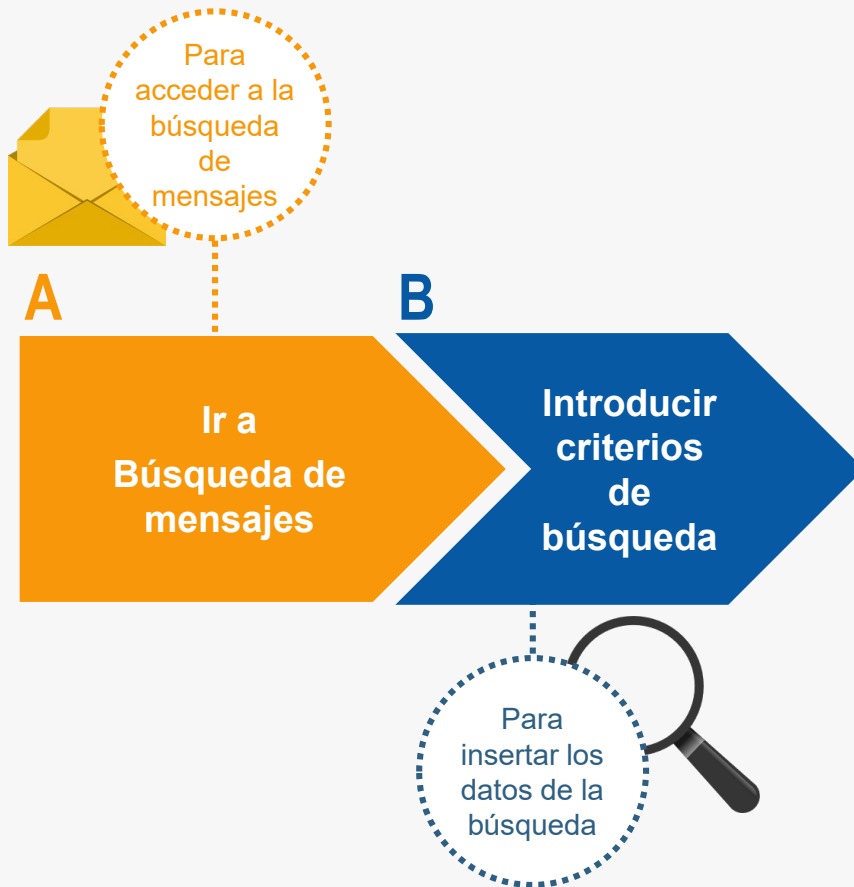 Para
acceder a la
búsqueda
de
mensajes
A
Ir a
Búsqueda de
mensajes
B
Introducir
criterios
de
búsqueda
Para
insertar los
datos de la
búsqueda